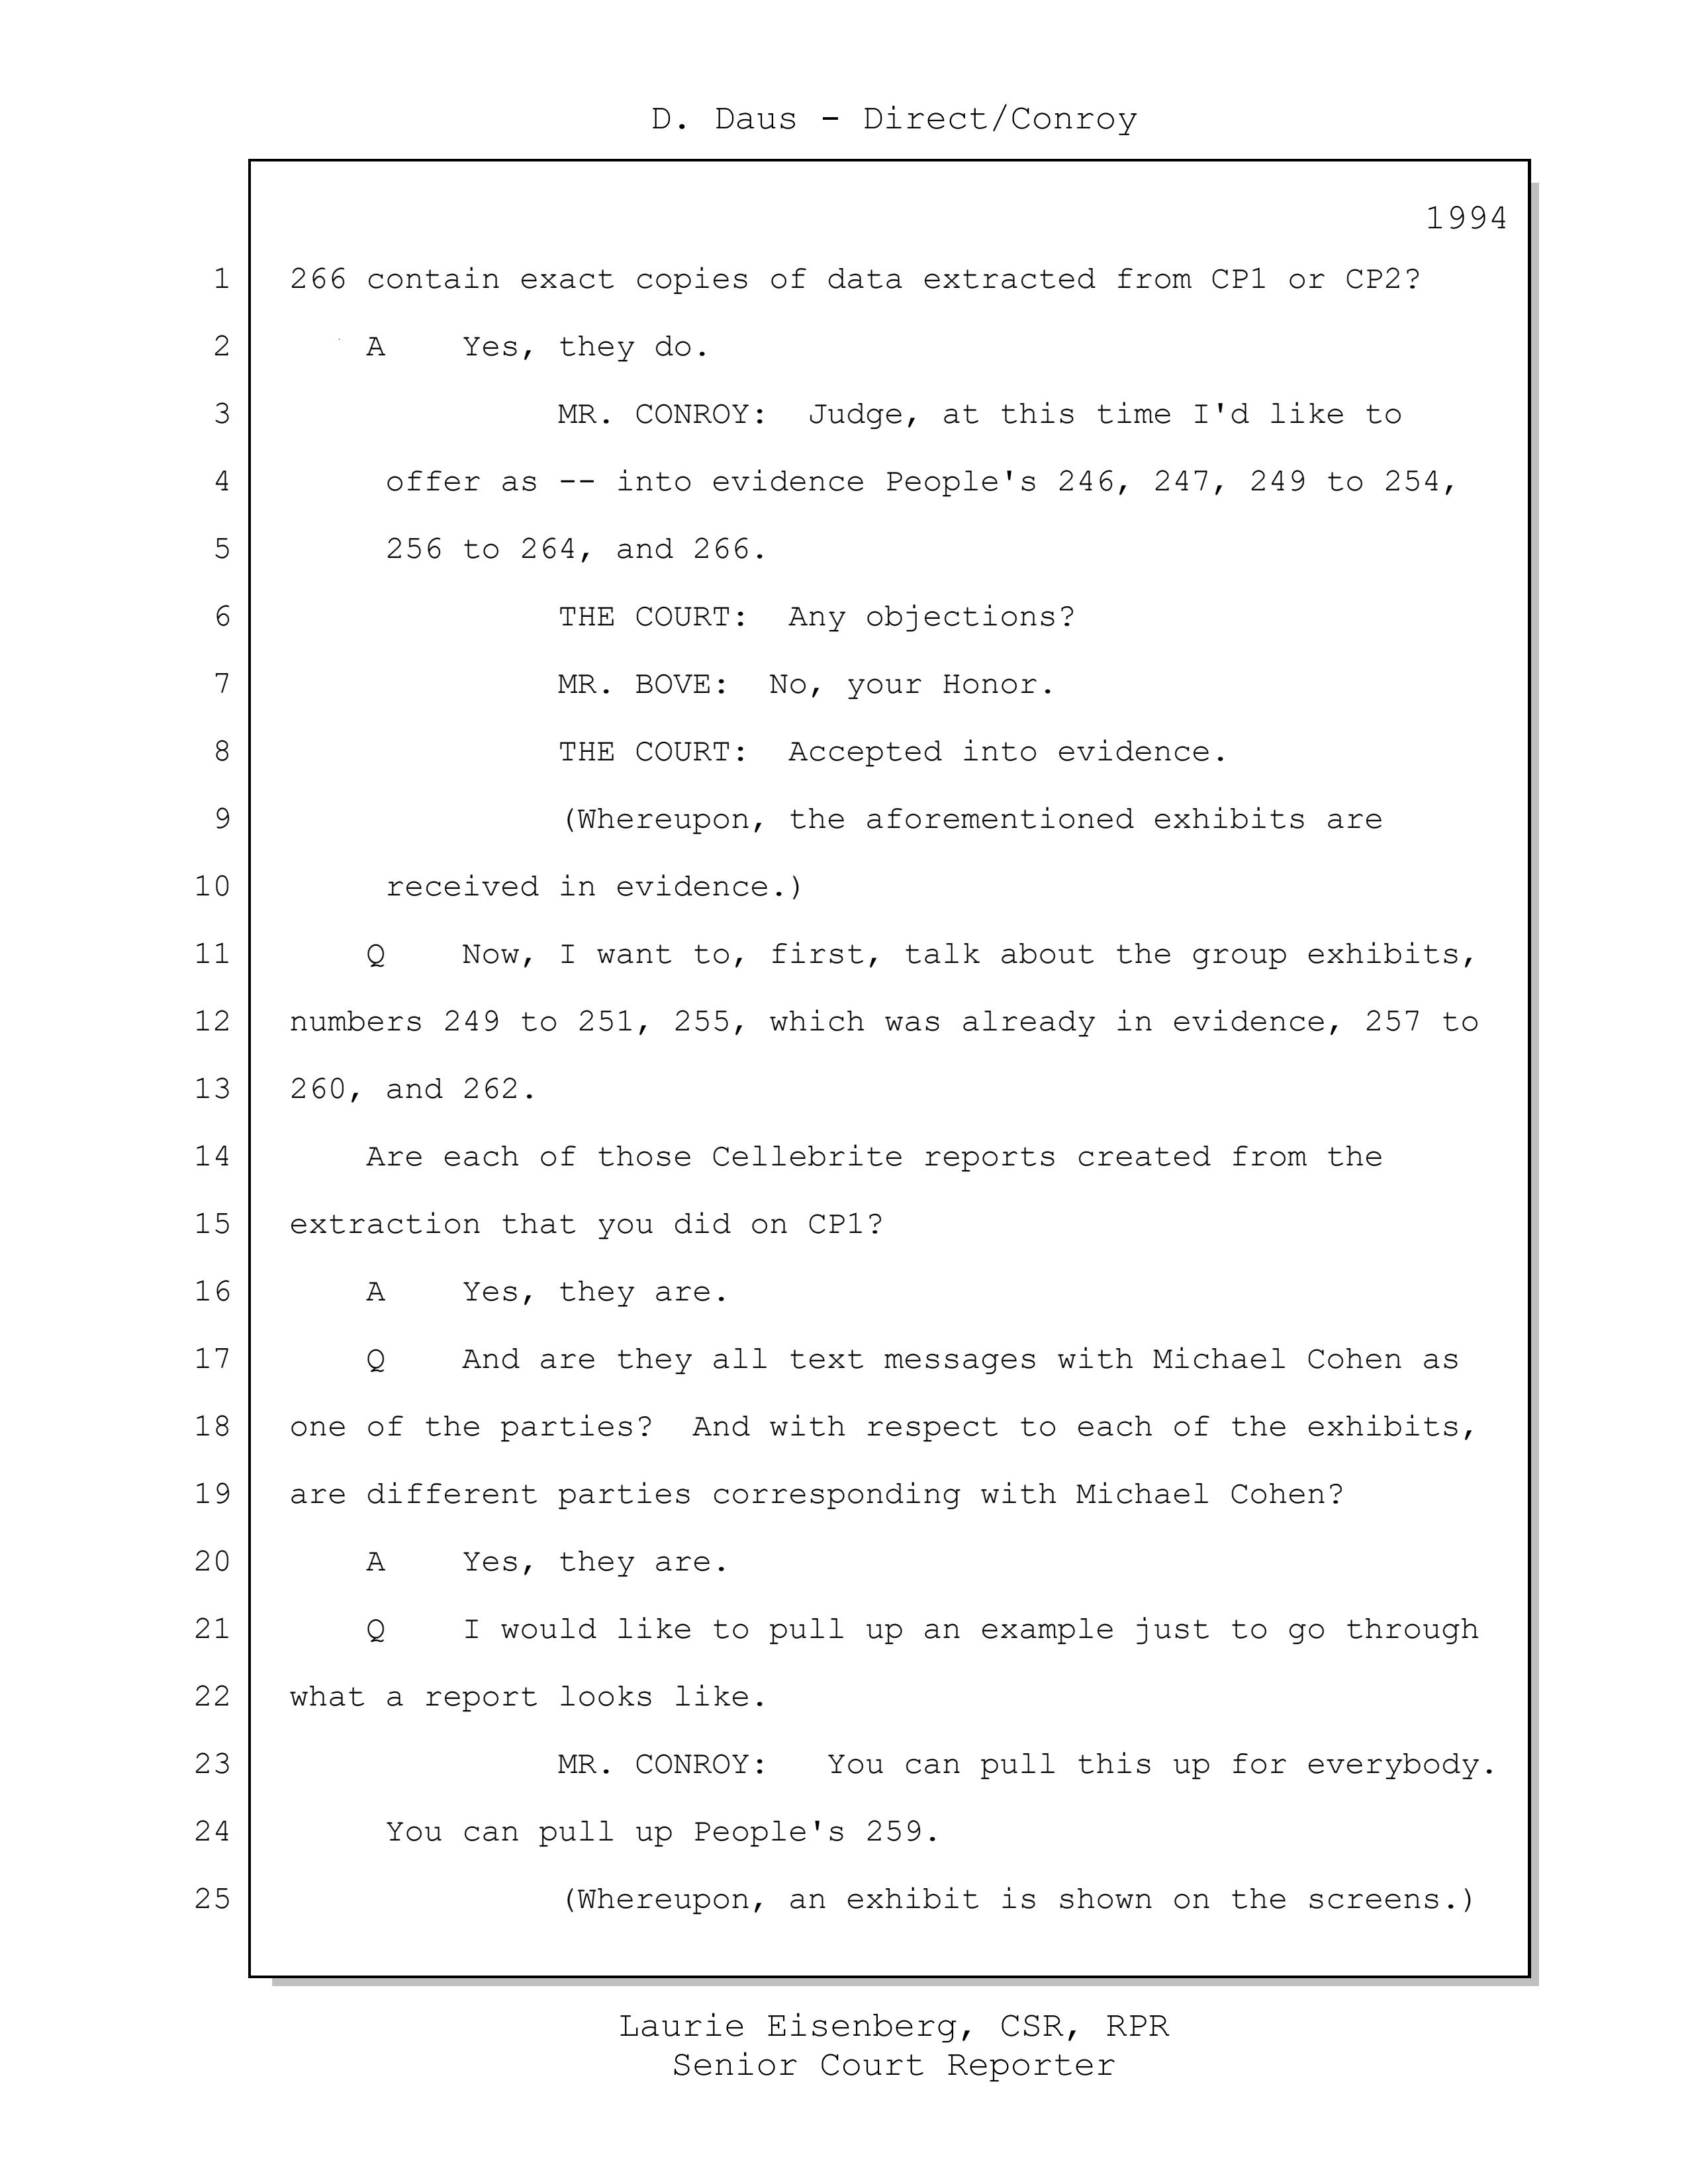 D. Daus - Direct/Conroy
1994
1 266 contain exact copies of data extracted from CP1 or CP2?
2 A Yes, they do.
3 MR. CONROY: Judge, at this time I'd like to
4 offer as -- into evidence People's 246, 247, 249 to 254,
5 256 to 264, and 266.
6 THE COURT: Any objections?
7 MR. BOVE: No, your Honor.
8 THE COURT: Accepted into evidence.
9 (Whereupon, the aforementioned exhibits are
10 received in evidence.)
11 Q Now, I want to, first, talk about the group exhibits,
12 numbers 249 to 251, 255, which was already in evidence, 257 to
13 260, and 262.
14 Are each of those Cellebrite reports created from the
15 extraction that you did on CP1?
16 A Yes, they are.
17 Q And are they all text messages with Michael Cohen as
18 one of the parties? And with respect to each of the exhibits,
19 are different parties corresponding with Michael Cohen?
20 A Yes, they are.
21 Q I would like to pull up an example just to go through
22 what a report looks like.
23 MR. CONROY: You can pull this up for everybody.
24 You can pull up People's 259.
25 (Whereupon, an exhibit is shown on the screens.)
Laurie Eisenberg, CSR, RPR
Senior Court Reporter